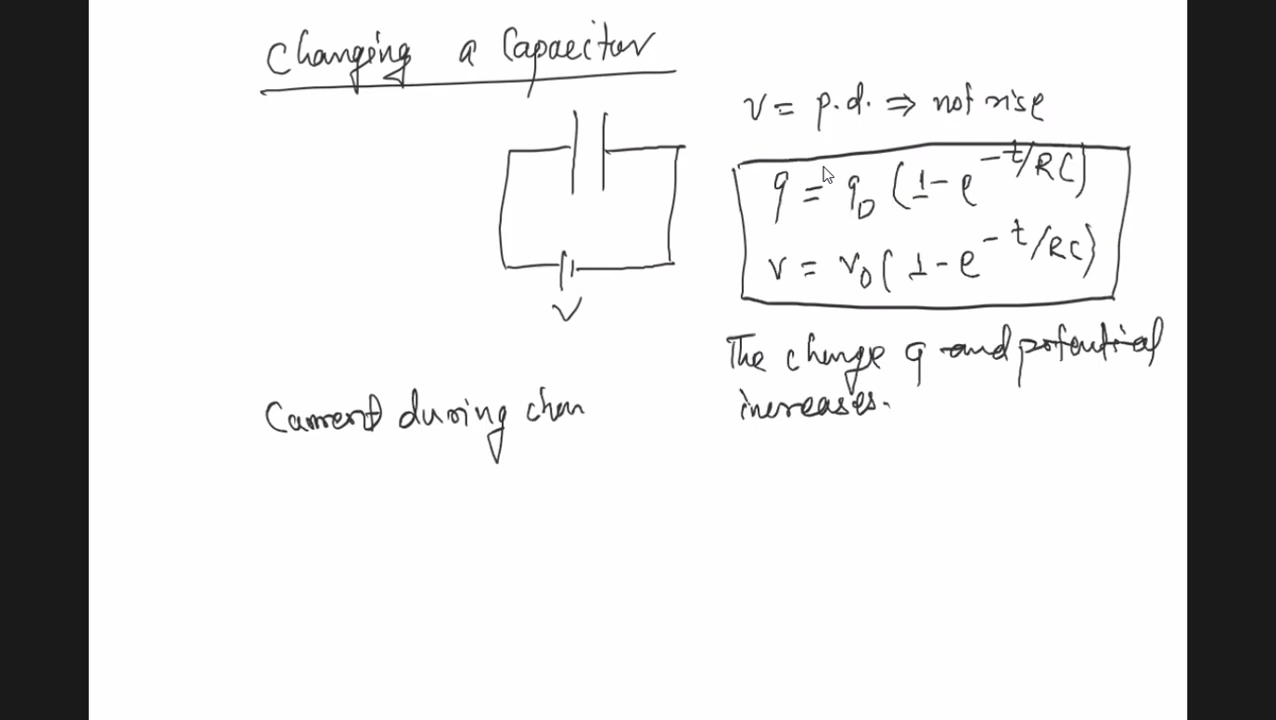 Changing a Capacitor
V = p.d. ⇒ not rise
q = q₀ (1 - e^{-t/RC})
V = V₀ (1 - e^{-t/RC})
V
The change q and potential
increases.
Current during chan